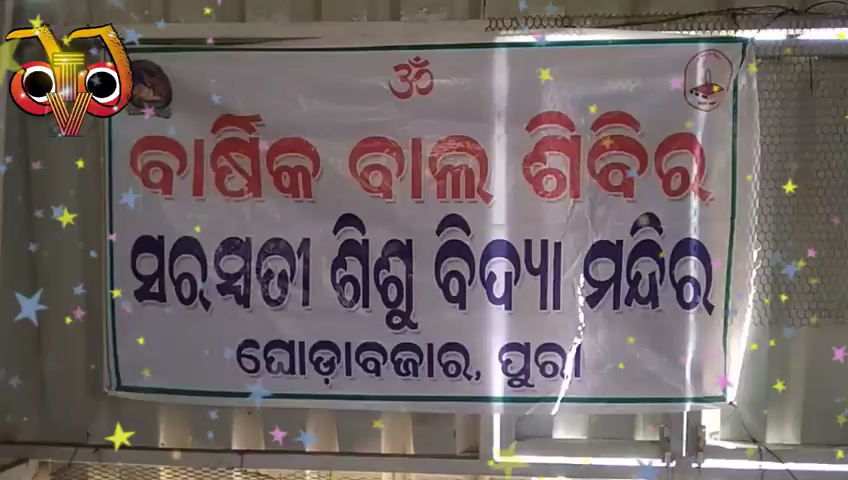 ॐ
ବାର୍ଷିକ ବାଲ ଶିବିର
ସରସ୍ୱତୀ ଶିଶୁ ବିଦ୍ୟା ମନ୍ଦିର
ଘୋଡ଼ାବଜାର, ପୁରୀ